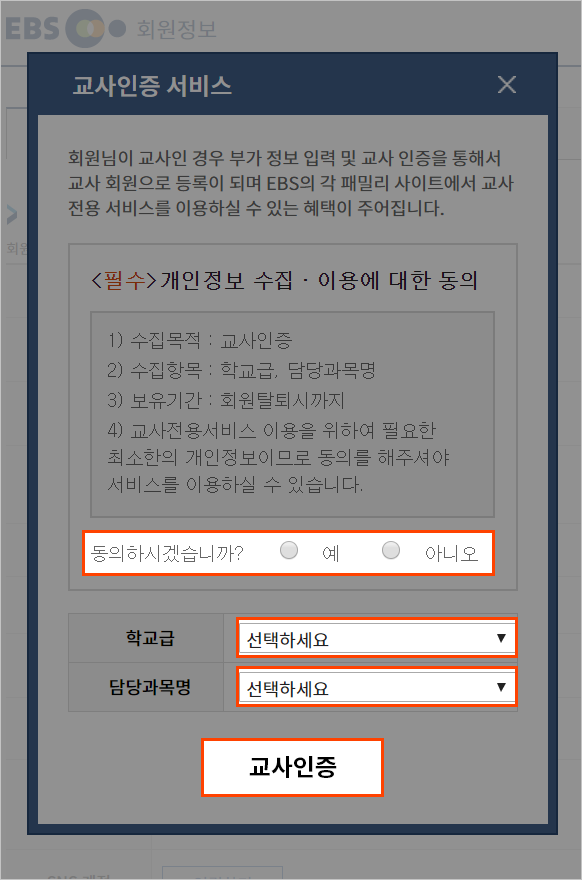 EBS 회원정보
교사인증 서비스
회원님이 교사인 경우 부가 정보 입력 및 교사 인증을 통해서
교사 회원으로 등록이 되며 EBS의 각 패밀리 사이트에서 교사
전용 서비스를 이용하실 수 있는 혜택이 주어집니다.
회원
<필수>개인정보 수집 · 이용에 대한 동의
1) 수집목적 : 교사인증
2) 수집항목 : 학교급, 담당과목명
3) 보유기간 : 회원탈퇴시까지
4) 교사전용서비스 이용을 위하여 필요한
최소한의 개인정보이므로 동의를 해주셔야
서비스를 이용하실 수 있습니다.
동의하시겠습니까? 예 아니오
학교급 선택하세요
담당과목명 선택하세요
교사인증